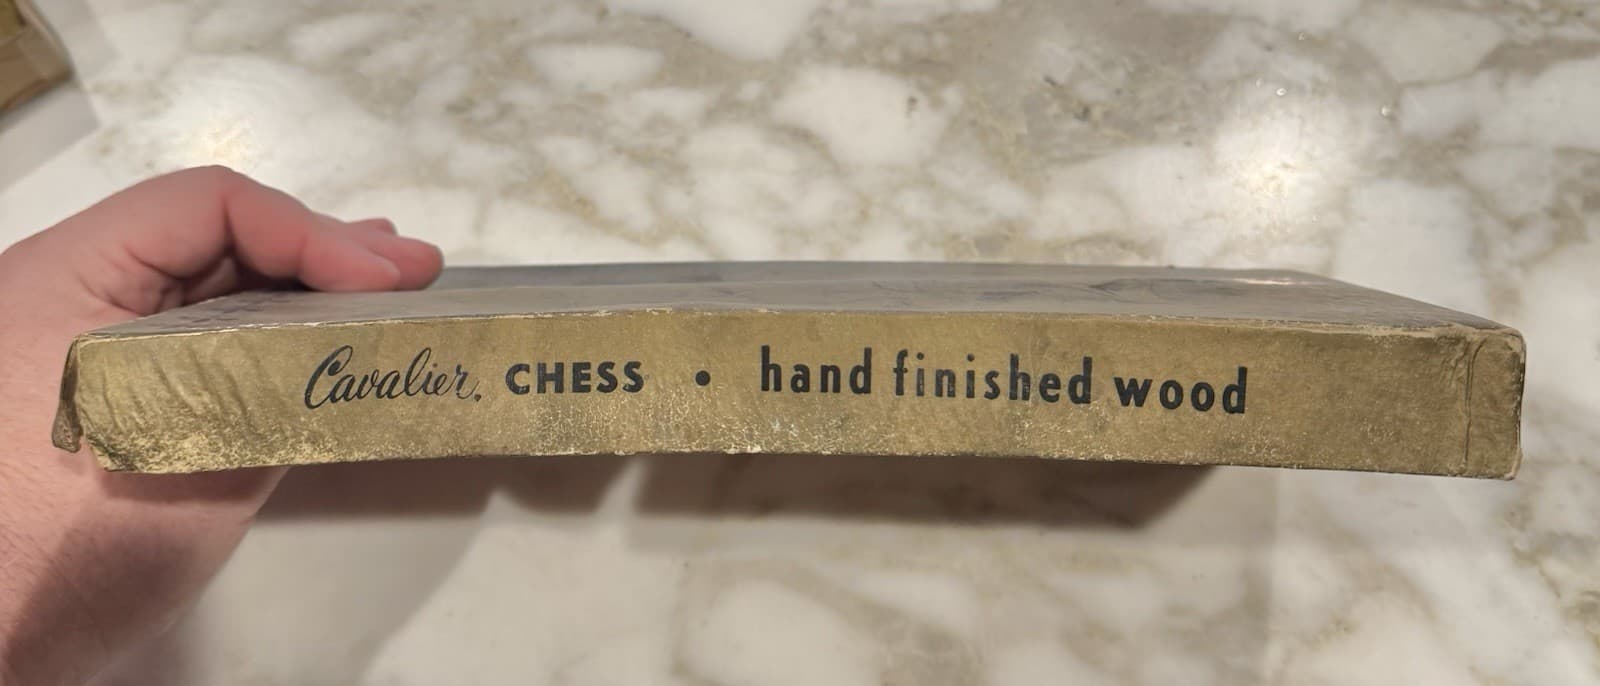 Cavalier. CHESS • hand finished wood